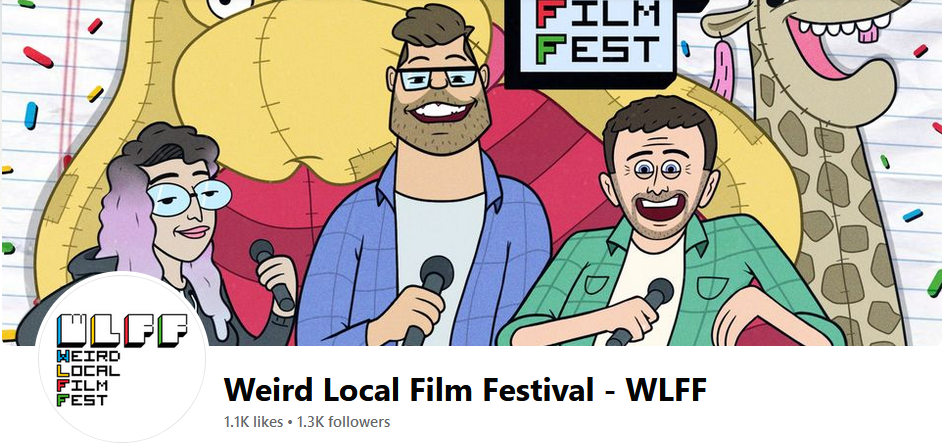 FILM
FEST
WLFF
WEIRD
LOCAL
FILM
FEST
Weird Local Film Festival - WLFF
1.1K likes • 1.3K followers